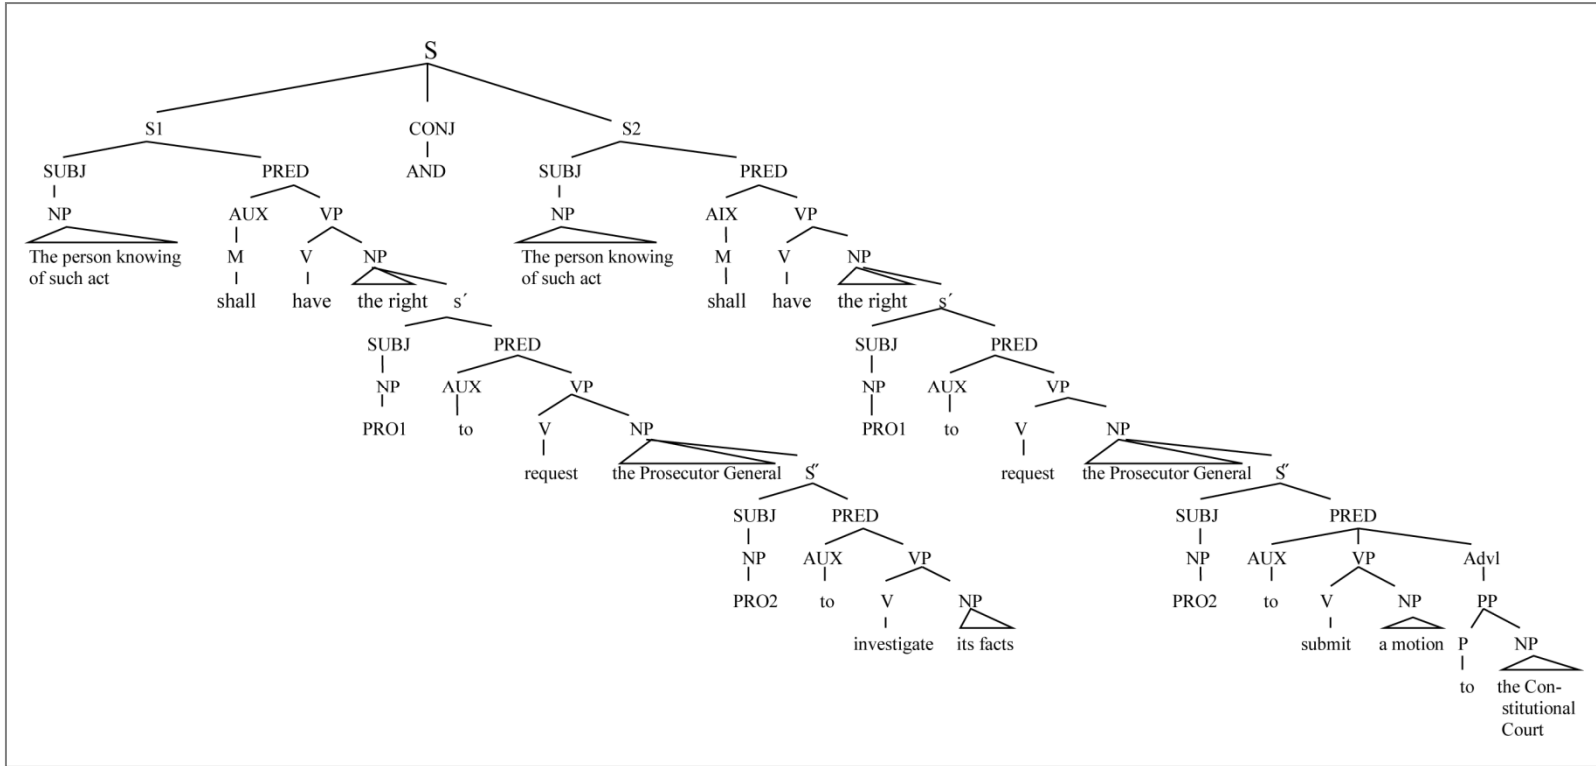 S
S1 CONJ S2
SUBJ PRED AND SUBJ PRED
NP AUX VP NP AIX VP
The person knowing M V NP The person knowing M V NP
of such act of such act
shall have the right s´ shall have the right s´
SUBJ PRED SUBJ PRED
NP AUX VP NP AUX VP
PRO1 to V NP PRO1 to V NP
request the Prosecutor General S˝ request the Prosecutor General S˝
SUBJ PRED SUBJ PRED
NP AUX VP NP AUX VP Advl
PRO2 to V NP PRO2 to V NP PP
investigate its facts submit a motion P NP
to the Con-
stitutional
Court